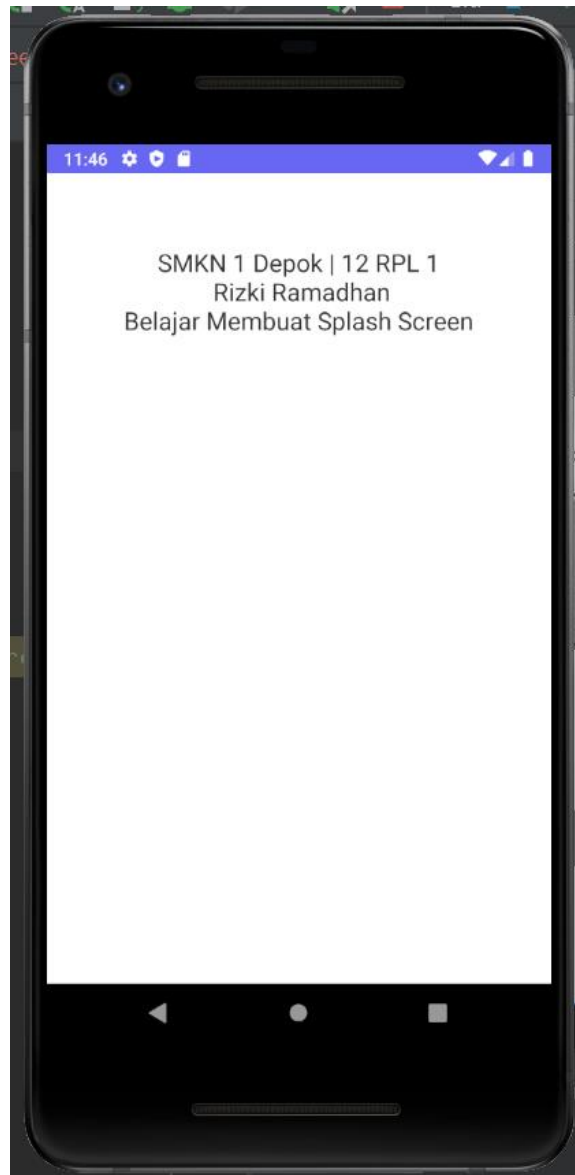 11:46
SMKN 1 Depok | 12 RPL 1
Rizki Ramadhan
Belajar Membuat Splash Screen